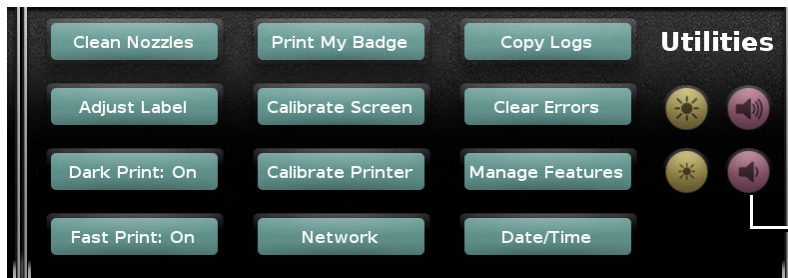 Clean Nozzles
Print My Badge
Copy Logs
Utilities
Adjust Label
Calibrate Screen
Clear Errors
Dark Print: On
Calibrate Printer
Manage Features
Fast Print: On
Network
Date/Time